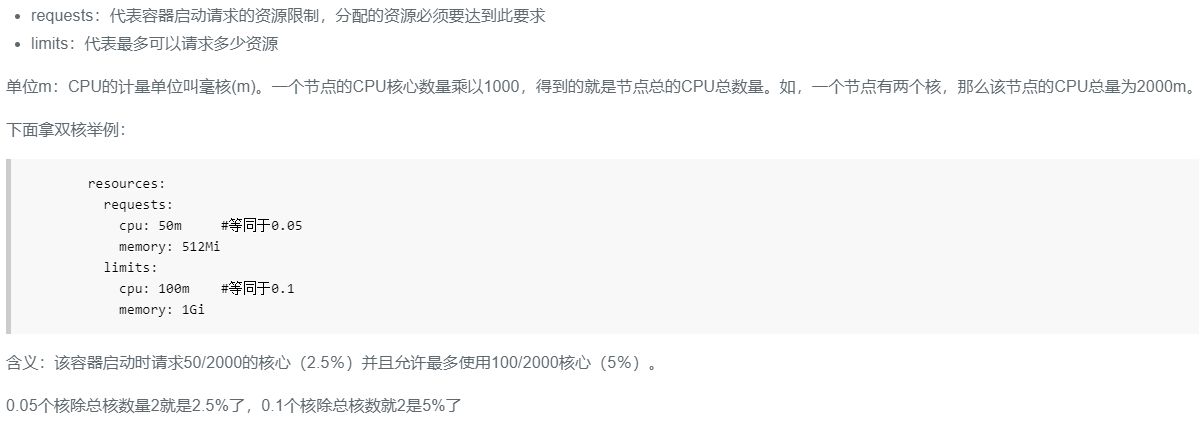 requests：代表容器启动请求的资源限制，分配的资源必须要达到此要求
limits：代表最多可以请求多少资源
单位m：CPU的计量单位叫毫核(m)。一个节点的CPU核心数量乘以1000，得到的就是节点总的CPU总数量。如，一个节点有两个核，那么该节点的CPU总量为2000m。
下面拿双核举例：
resources:
requests:
cpu: 50m #等同于0.05
memory: 512Mi
limits:
cpu: 100m #等同于0.1
memory: 1Gi
含义：该容器启动时请求50/2000的核心（2.5%）并且允许最多使用100/2000核心（5%）。
0.05个核除总核数量2就是2.5%了，0.1个核除总核数就2是5%了